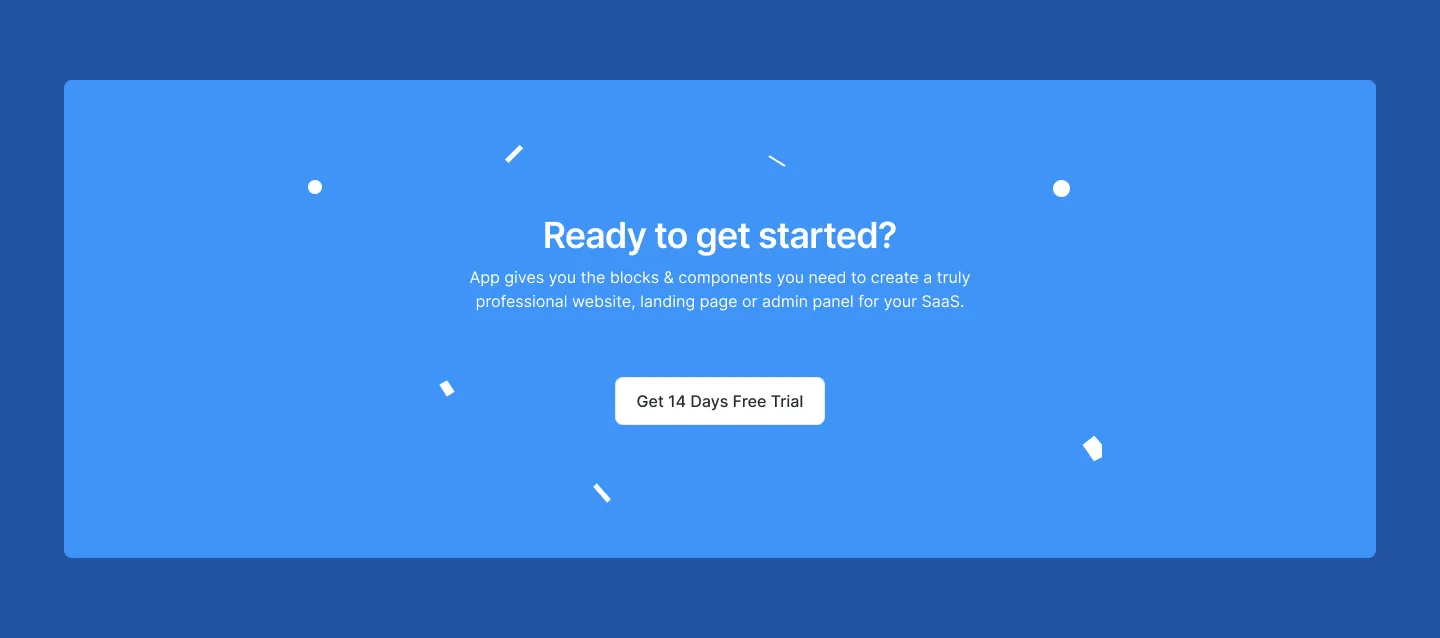 Ready to get started?
App gives you the blocks & components you need to create a truly
professional website, landing page or admin panel for your SaaS.
Get 14 Days Free Trial